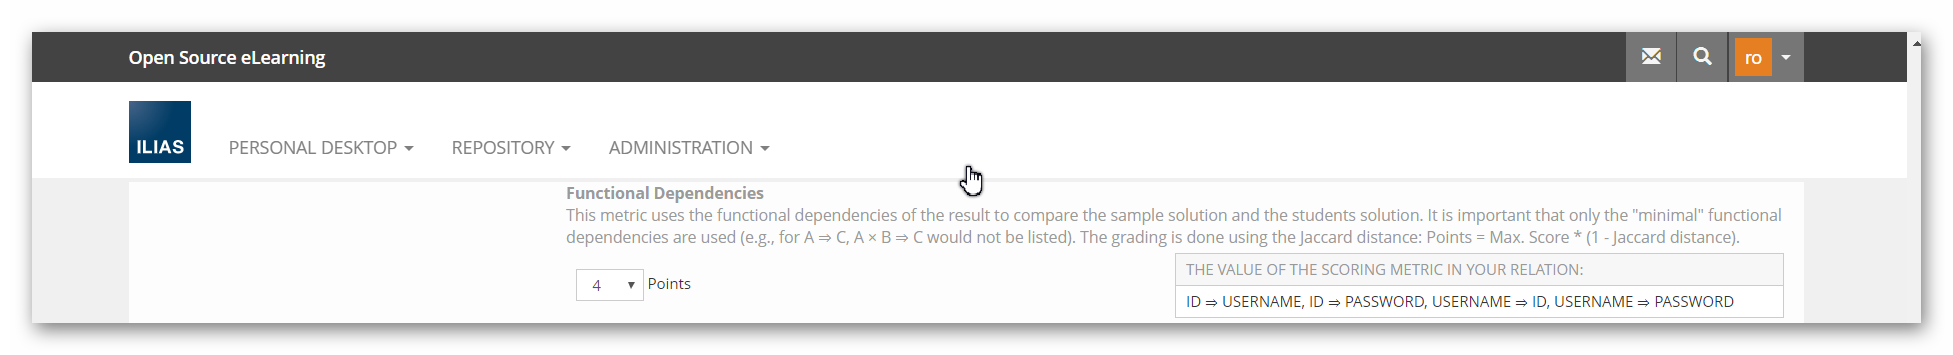 Open Source eLearning
ro
ILIAS
PERSONAL DESKTOP
REPOSITORY
ADMINISTRATION
Functional Dependencies
This metric uses the functional dependencies of the result to compare the sample solution and the students solution. It is important that only the "minimal" functional
dependencies are used (e.g., for A ⇒ C, A × B ⇒ C would not be listed). The grading is done using the Jaccard distance: Points = Max. Score * (1 - Jaccard distance).
4 Points
THE VALUE OF THE SCORING METRIC IN YOUR RELATION:
ID ⇒ USERNAME, ID ⇒ PASSWORD, USERNAME ⇒ ID, USERNAME ⇒ PASSWORD